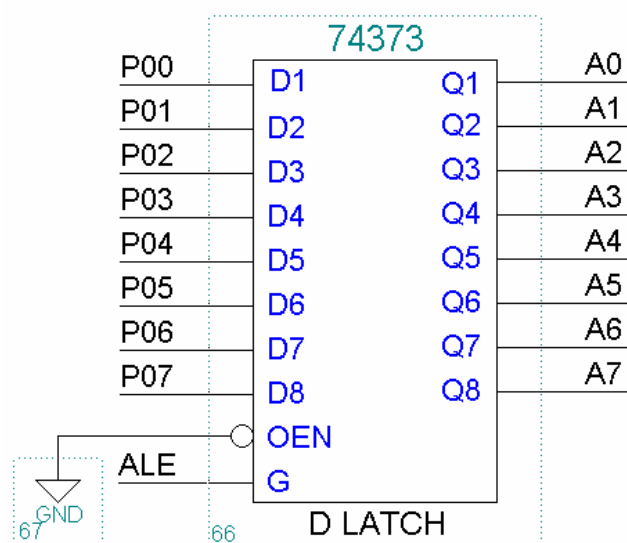 74373
P00 D1 Q1 A0
P01 D2 Q2 A1
P02 D3 Q3 A2
P03 D4 Q4 A3
P04 D5 Q5 A4
P05 D6 Q6 A5
P06 D7 Q7 A6
P07 D8 Q8 A7
OEN
ALE G
GND
67 66 D LATCH